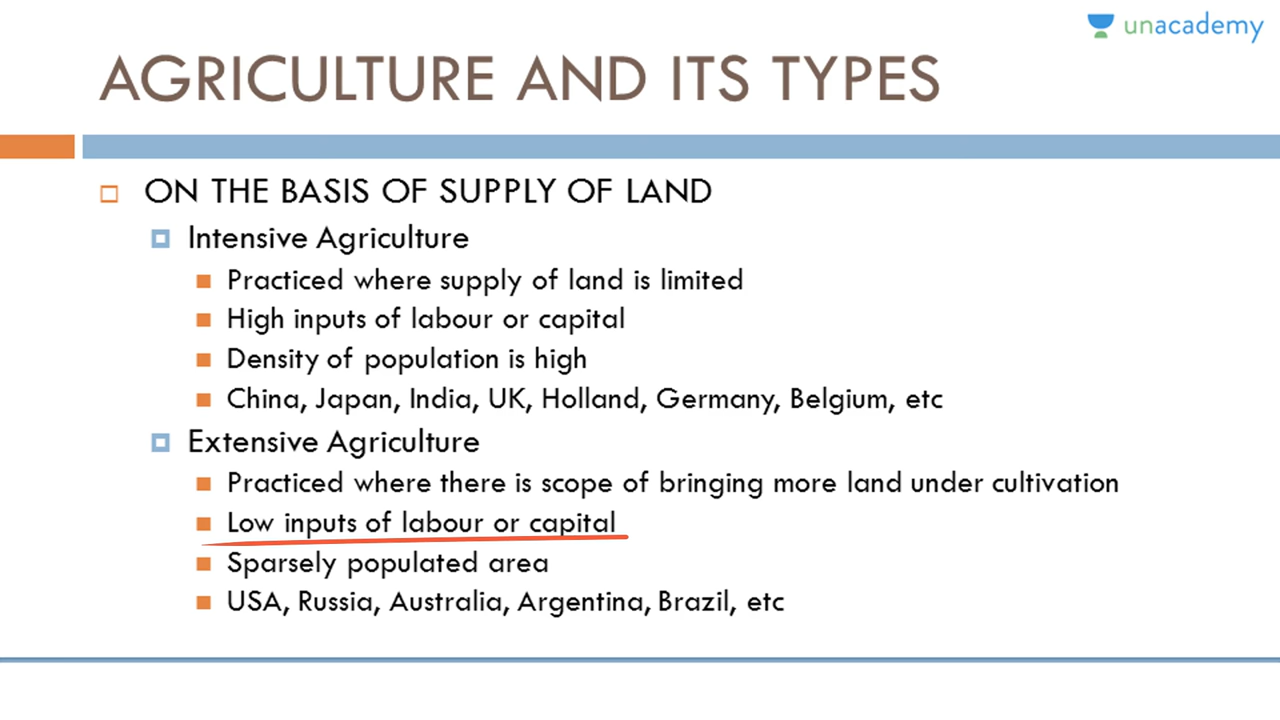 unacademy
AGRICULTURE AND ITS TYPES
ON THE BASIS OF SUPPLY OF LAND
Intensive Agriculture
Practiced where supply of land is limited
High inputs of labour or capital
Density of population is high
China, Japan, India, UK, Holland, Germany, Belgium, etc
Extensive Agriculture
Practiced where there is scope of bringing more land under cultivation
Low inputs of labour or capital
Sparsely populated area
USA, Russia, Australia, Argentina, Brazil, etc